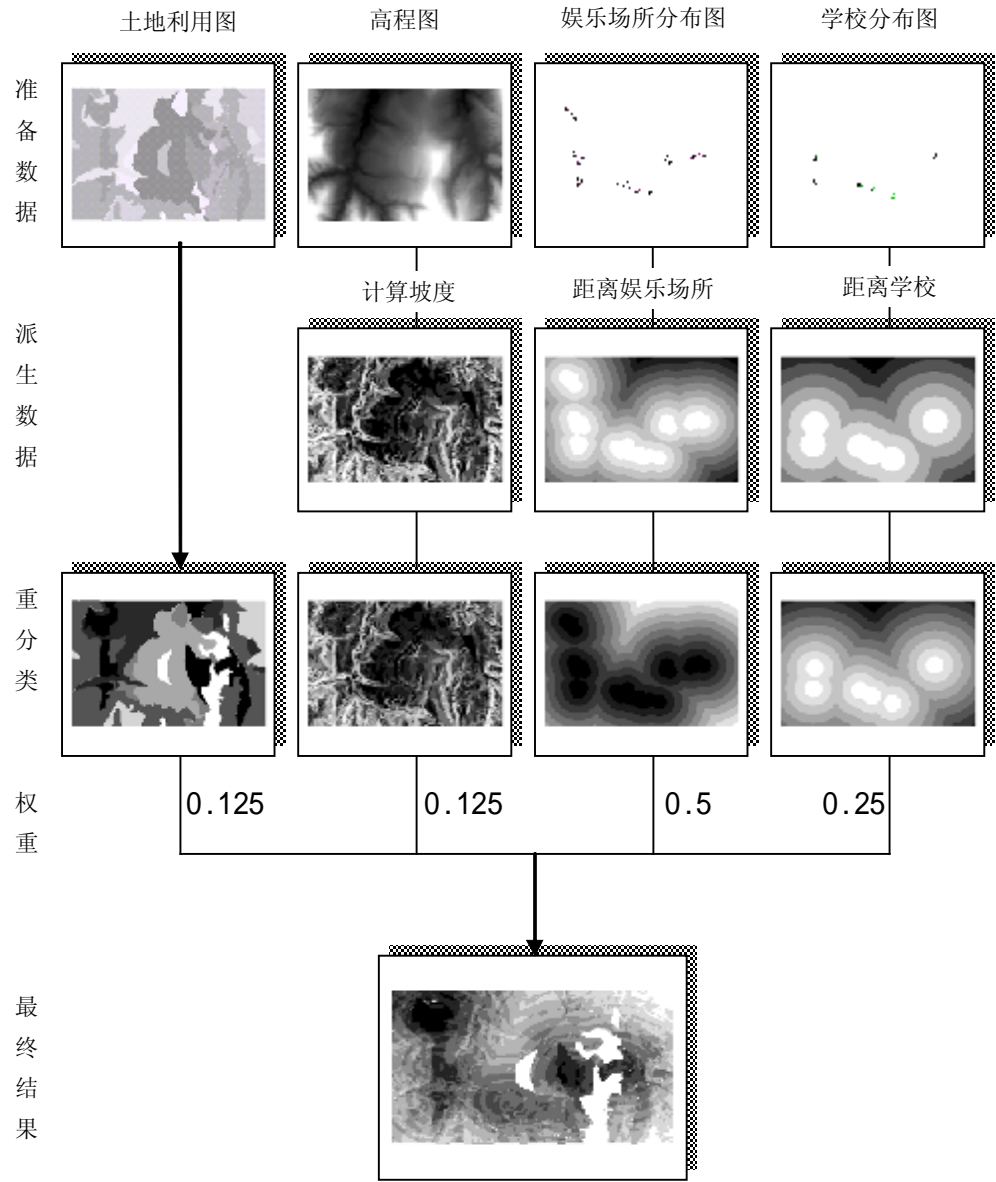 土地利用图
高程图
娱乐场所分布图
学校分布图
准备数据
计算坡度
距离娱乐场所
距离学校
派生数据
重分类
权重
0.125
0.125
0.5
0.25
最终结果